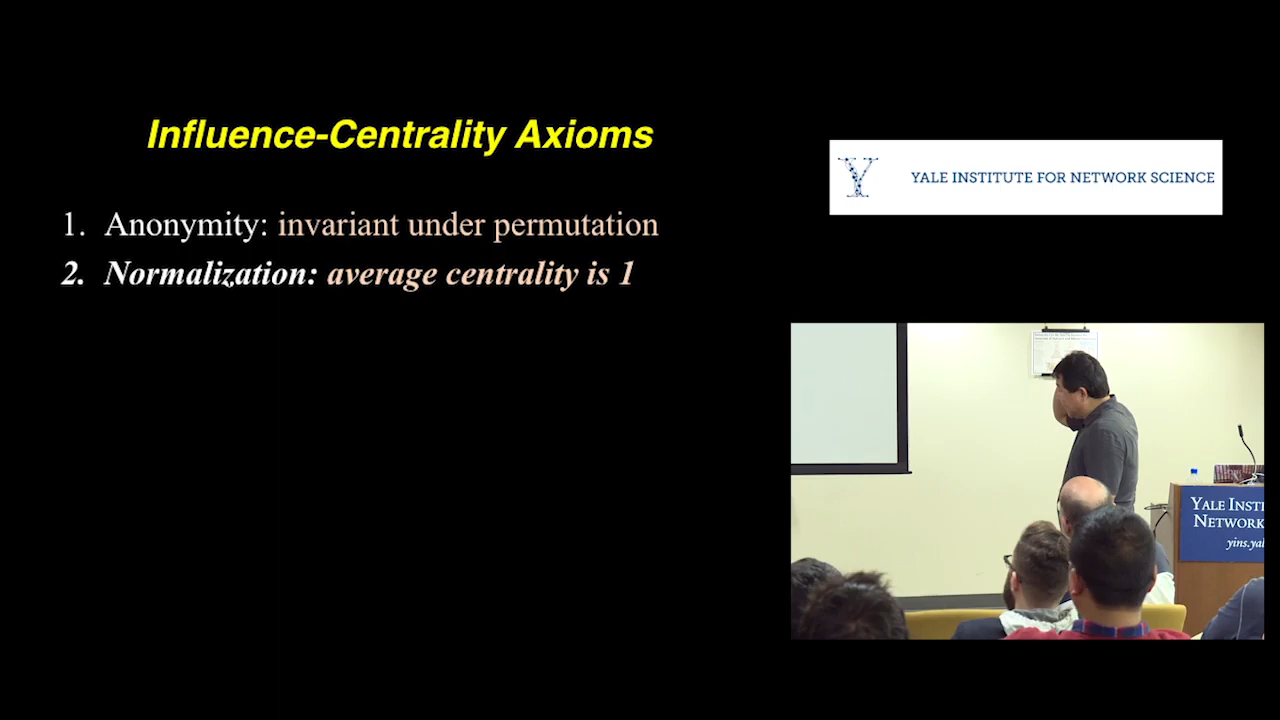 Influence-Centrality Axioms
1. Anonymity: invariant under permutation
2. Normalization: average centrality is 1
YALE INSTITUTE FOR NETWORK SCIENCE
YALE INSTI
NETWORK
yins.yal